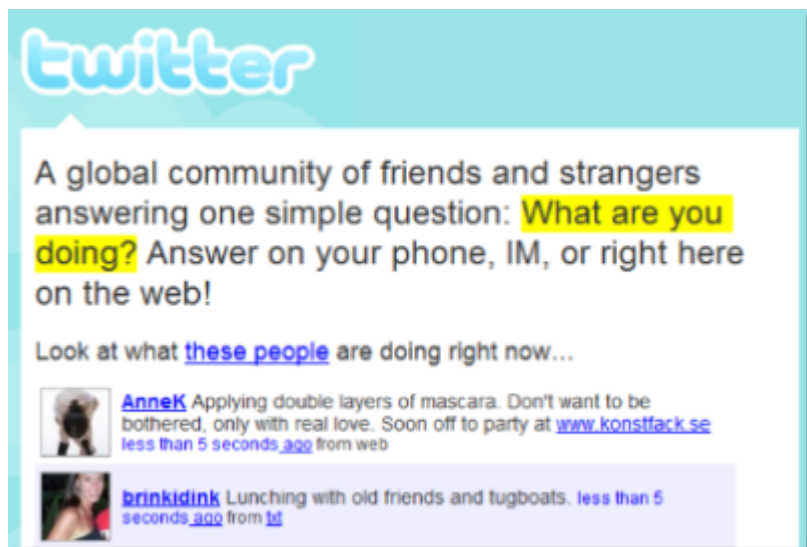 twitter
A global community of friends and strangers
answering one simple question: What are you
doing? Answer on your phone, IM, or right here
on the web!
Look at what these people are doing right now...
AnneK Applying double layers of mascara. Don't want to be
bothered, only with real love. Soon off to party at www.konstfack.se
less than 5 seconds ago from web
brinkidink Lunching with old friends and tugboats. less than 5
seconds ago from txt